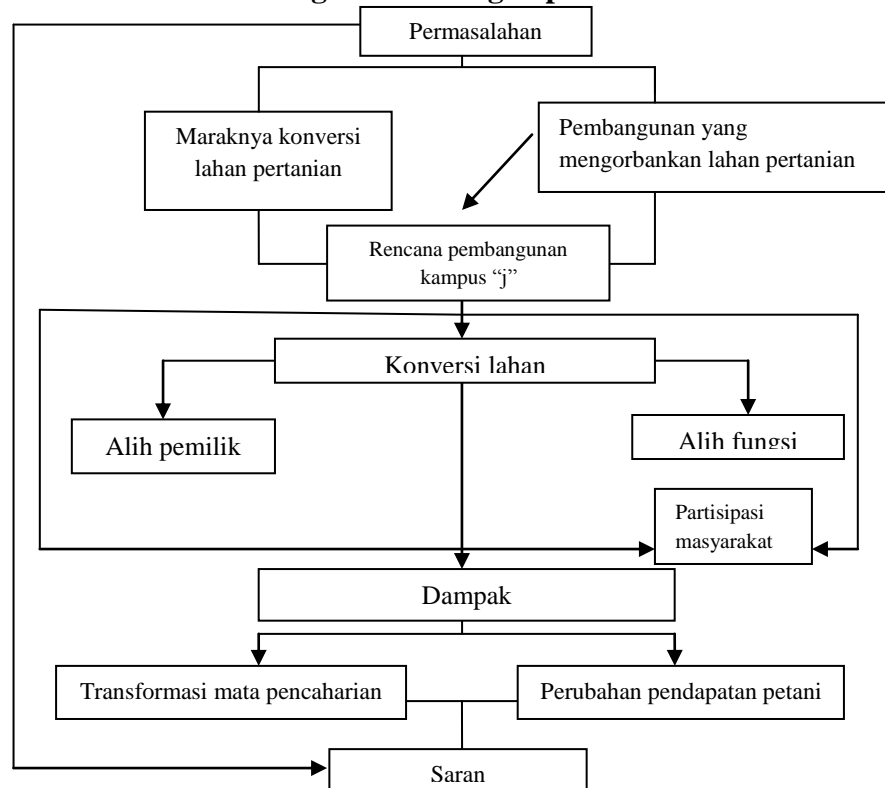 Permasalahan
Maraknya konversi
lahan pertanian
Pembangunan yang
mengorbankan lahan pertanian
Rencana pembangunan
kampus “j”
Konversi lahan
Alih pemilik
Alih fungsi
Partisipasi
masyarakat
Dampak
Transformasi mata pencaharian
Perubahan pendapatan petani
Saran